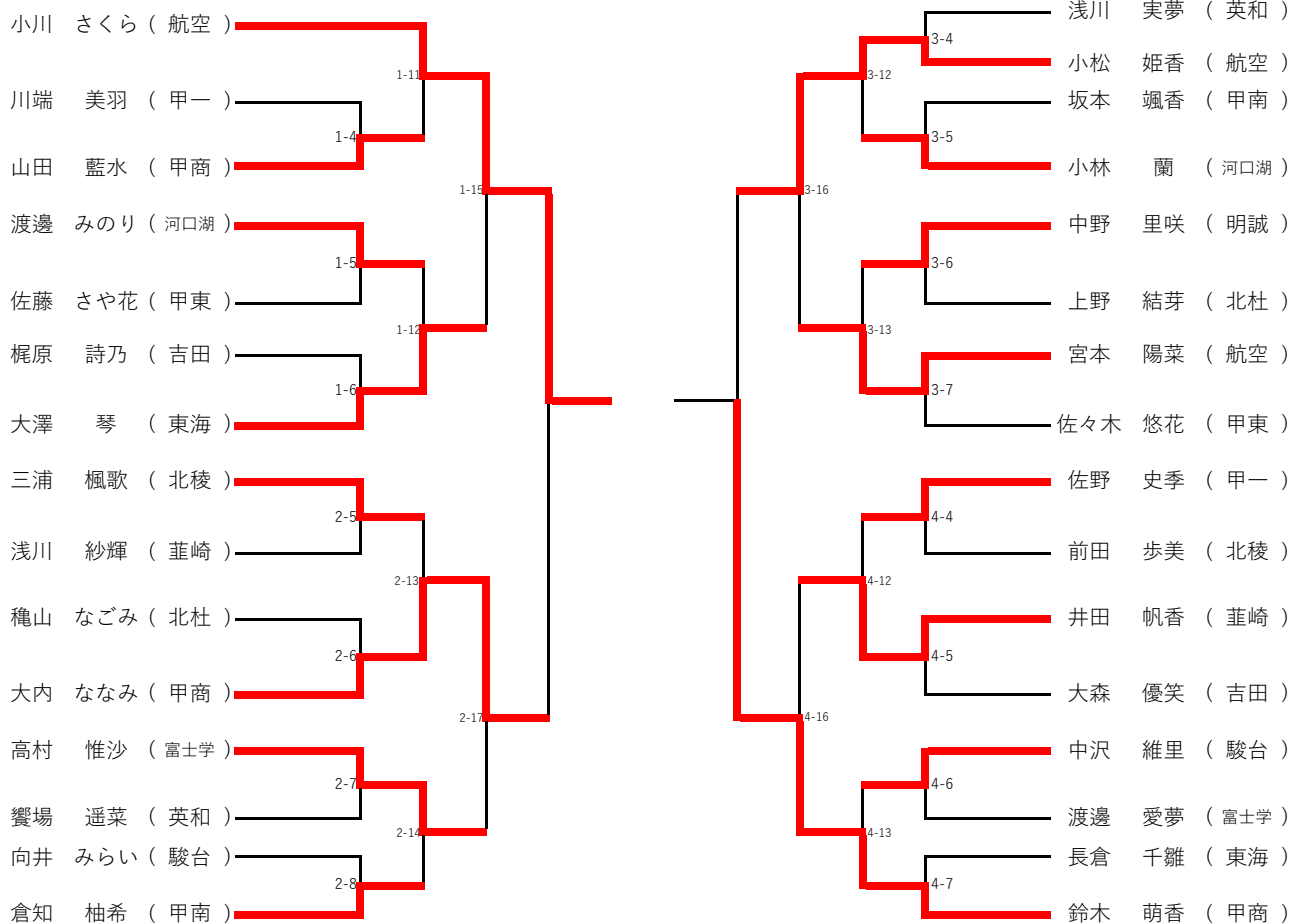 小川 さくら ( 航空 )
1-11
川端 美羽 ( 甲一 )
1-4
山田 藍水 ( 甲商 )
1-15
渡邊 みのり ( 河口湖 )
1-5
佐藤 さや花 ( 甲東 )
1-12
梶原 詩乃 ( 吉田 )
1-6
大澤 琴 ( 東海 )
三浦 楓歌 ( 北稜 )
2-5
浅川 紗輝 ( 韮崎 )
2-13
穐山 なごみ ( 北杜 )
2-6
大内 ななみ ( 甲商 )
2-17
高村 惟沙 ( 富士学 )
2-7
饗場 遥菜 ( 英和 )
2-14
向井 みらい ( 駿台 )
2-8
倉知 柚希 ( 甲南 )
浅川 実夢 ( 英和 )
3-4
小松 姫香 ( 航空 )
3-12
坂本 颯香 ( 甲南 )
3-5
小林 蘭 ( 河口湖 )
3-16
中野 里咲 ( 明誠 )
3-6
上野 結芽 ( 北杜 )
3-13
宮本 陽菜 ( 航空 )
3-7
佐々木 悠花 ( 甲東 )
佐野 史季 ( 甲一 )
4-4
前田 歩美 ( 北稜 )
4-12
井田 帆香 ( 韮崎 )
4-5
大森 優笑 ( 吉田 )
4-16
中沢 維里 ( 駿台 )
4-6
渡邊 愛夢 ( 富士学 )
4-13
長倉 千雛 ( 東海 )
4-7
鈴木 萌香 ( 甲商 )